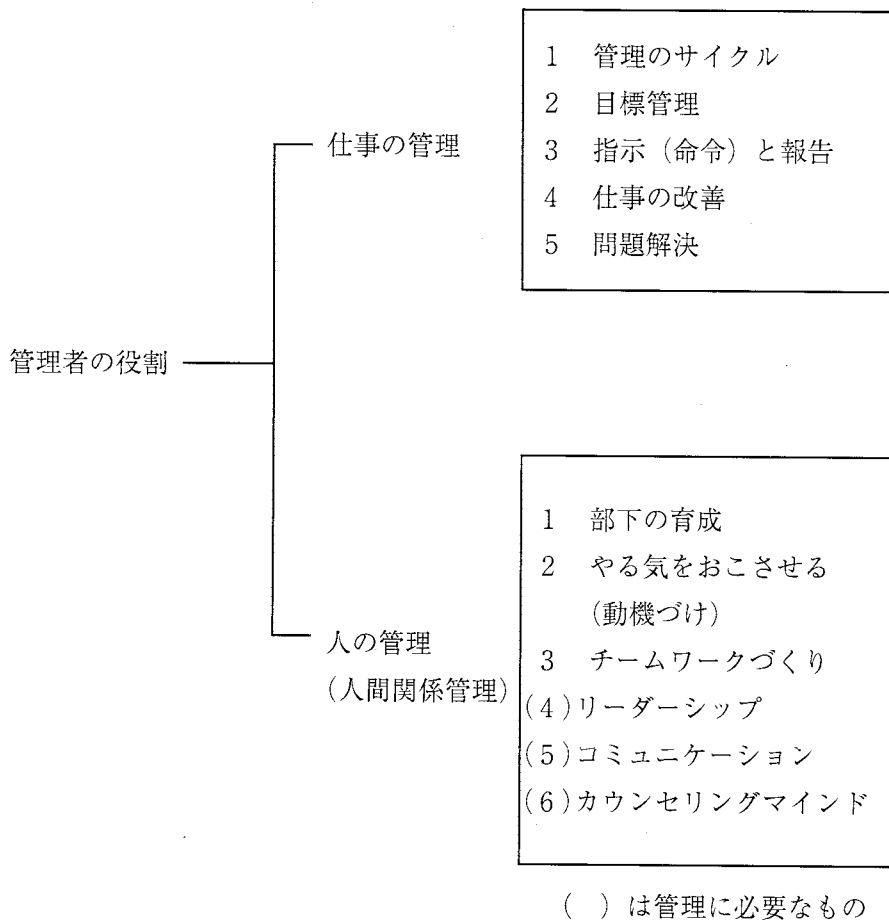 1 管理のサイクル
2 目標管理
3 指示（命令）と報告
4 仕事の改善
5 問題解決
仕事の管理
管理者の役割
人の管理
(人間関係管理)
1 部下の育成
2 やる気をおこさせる
(動機づけ)
3 チームワークづくり
(4)リーダーシップ
(5)コミュニケーション
(6)カウンセリングマインド
（ ）は管理に必要なもの